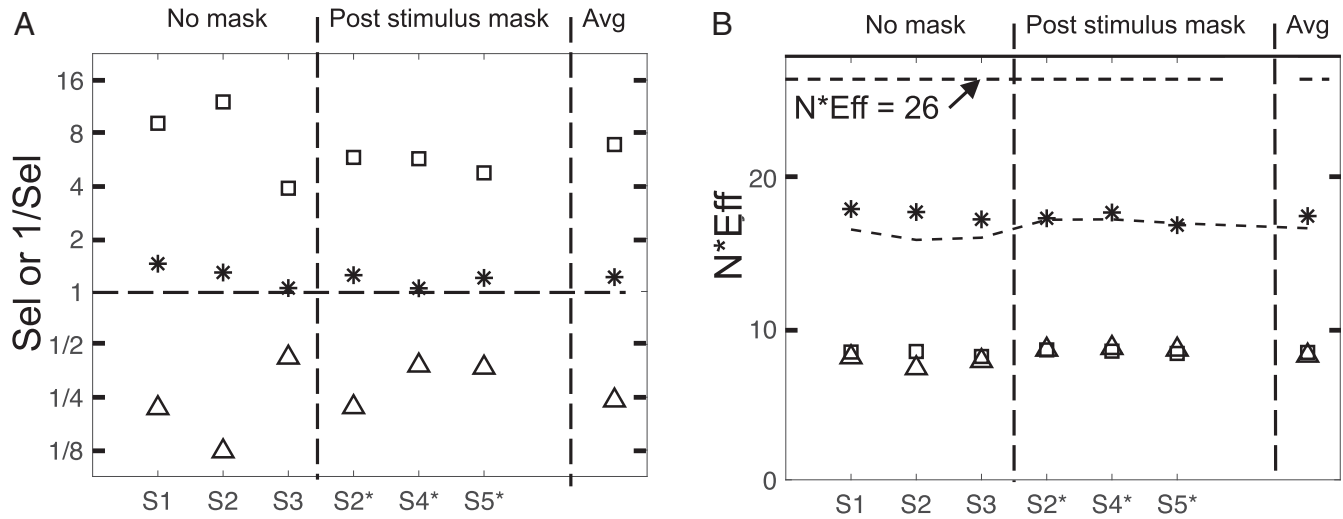 A
No mask
Post stimulus mask
Avg
Sel or 1/Sel
16
8
4
2
1
1/2
1/4
1/8
S1
S2
S3
S2*
S4*
S5*
B
No mask
Post stimulus mask
Avg
N*Eff = 26
N*Eff
20
10
0
S1
S2
S3
S2*
S4*
S5*